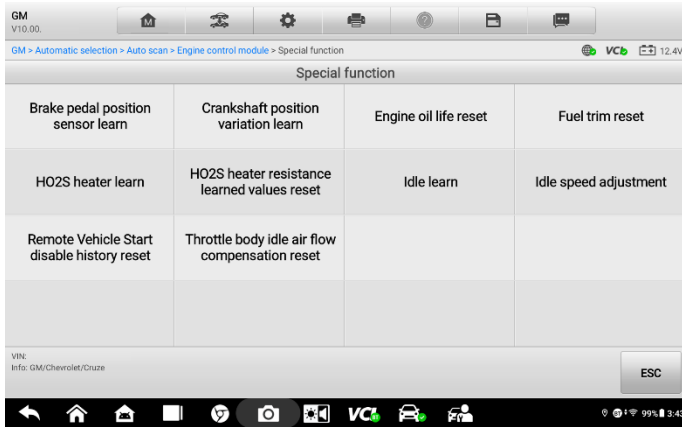 GM
V10.00.
GM > Automatic selection > Auto scan > Engine control module > Special function
VCI 12.4V
Special function
Brake pedal position
sensor learn
Crankshaft position
variation learn
Engine oil life reset
Fuel trim reset
HO2S heater learn
HO2S heater resistance
learned values reset
Idle learn
Idle speed adjustment
Remote Vehicle Start
disable history reset
Throttle body idle air flow
compensation reset
VIN:
Info: GM/Chevrolet/Cruze
ESC
VCI
99% 3:43